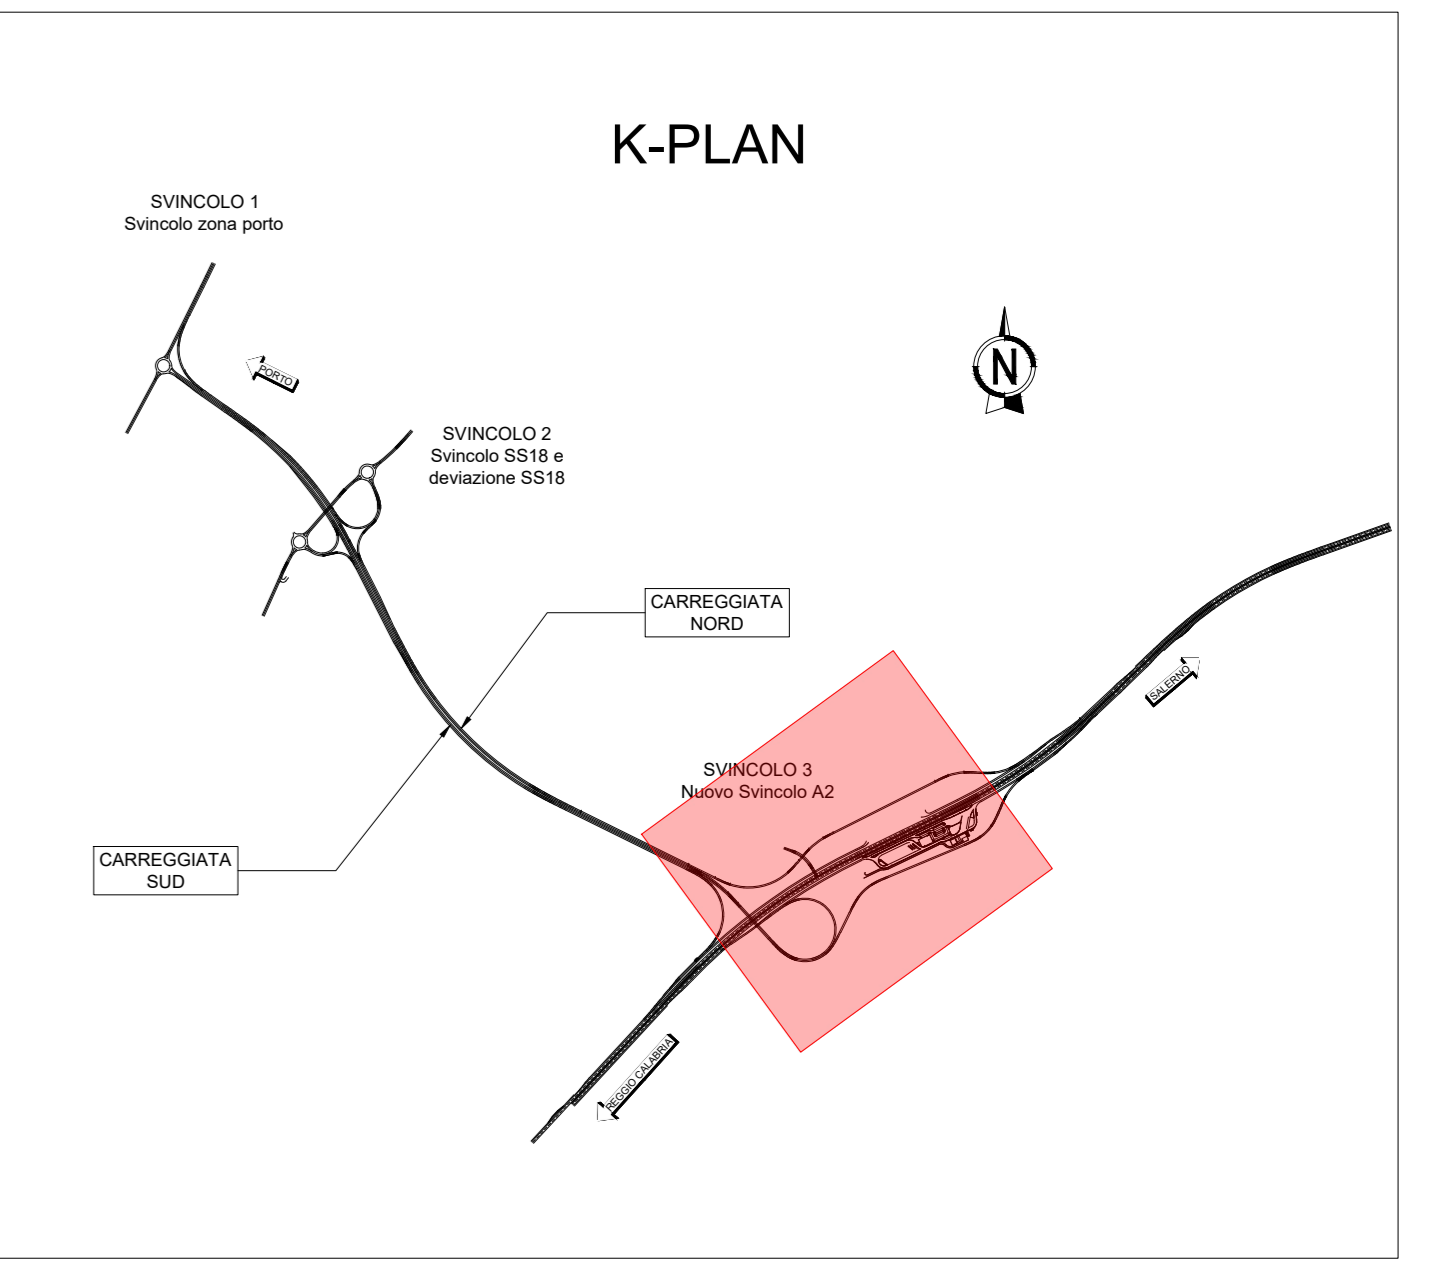 K-PLAN
SVINCOLO 1
Svincolo zona porto
PORTO
N
SVINCOLO 2
Svincolo SS18 e
deviazione SS18
CARREGGIATA
NORD
SALERNO
SVINCOLO 3
Nuovo Svincolo A2
CARREGGIATA
SUD
REGGIO CALABRIA